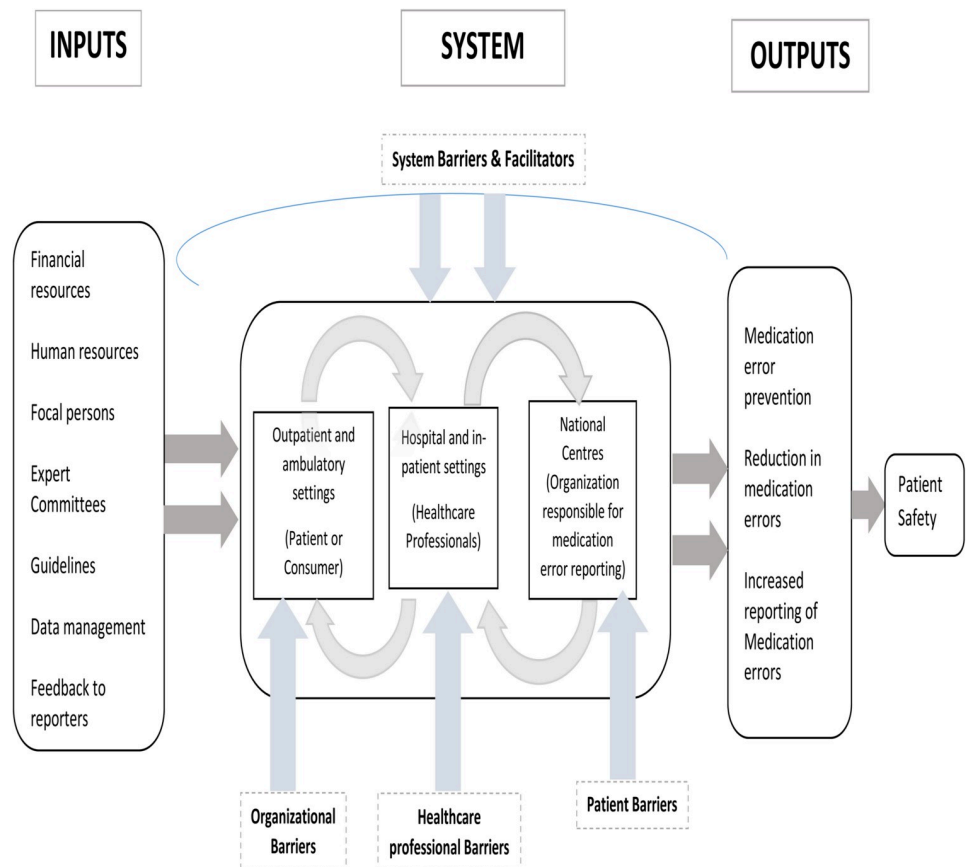 INPUTS
SYSTEM
OUTPUTS
System Barriers & Facilitators
Financial
resources
Human resources
Focal persons
Expert
Committees
Guidelines
Data management
Feedback to
reporters
Outpatient and
ambulatory
settings
(Patient or
Consumer)
Hospital and in-
patient settings
(Healthcare
Professionals)
National
Centres
(Organization
responsible for
medication
error reporting)
Medication
error
prevention
Reduction in
medication
errors
Increased
reporting of
Medication
errors
Patient
Safety
Organizational
Barriers
Healthcare
professional Barriers
Patient Barriers